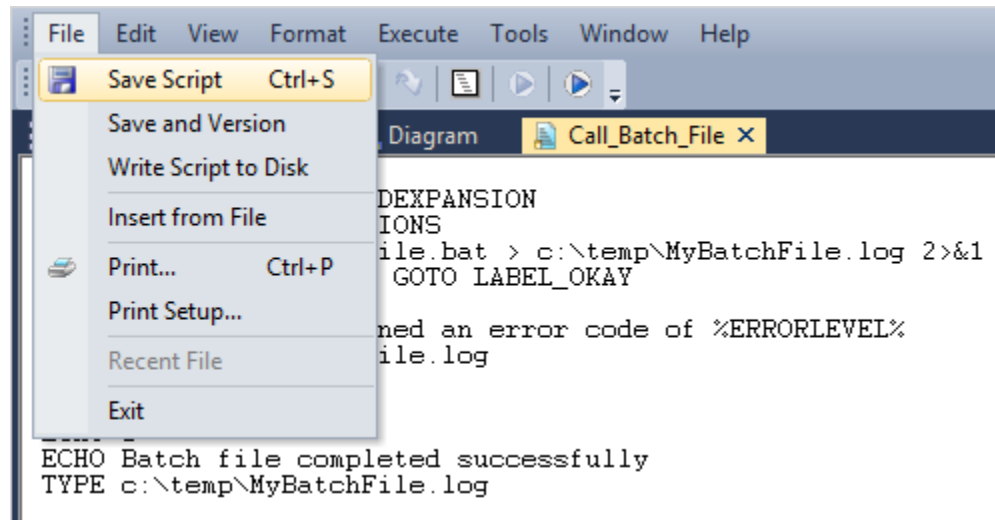 File Edit View Format Execute Tools Window Help
Save Script Ctrl+S
Save and Version
Diagram Call_Batch_File
Write Script to Disk
DEXPANSION
Insert from File
IONS
ile.bat > c:\temp\MyBatchFile.log 2>&1
Print... Ctrl+P
GOTO LABEL_OKAY
Print Setup...
ned an error code of %ERRORLEVEL%
Recent File
ile.log
Exit
ECHO Batch file completed successfully
TYPE c:\temp\MyBatchFile.log